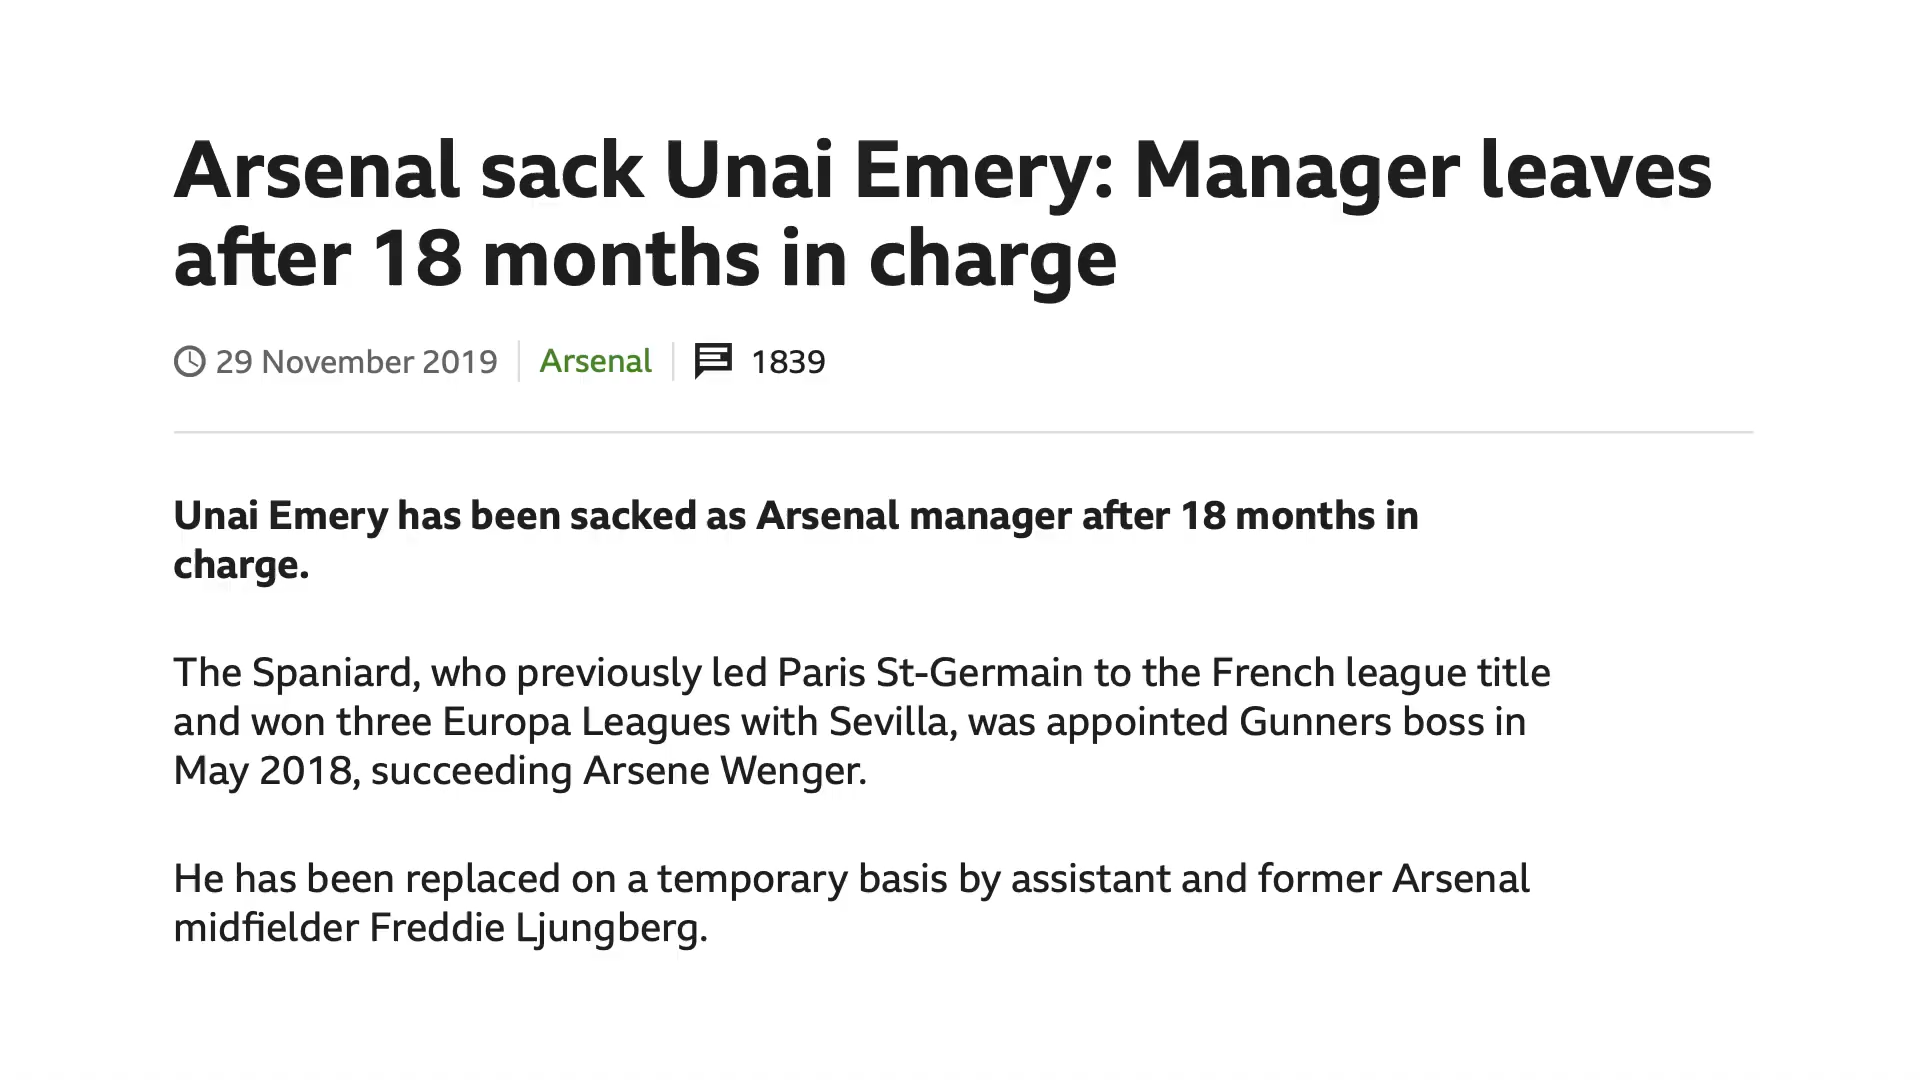 Arsenal sack Unai Emery: Manager leaves
after 18 months in charge
29 November 2019 Arsenal 1839
Unai Emery has been sacked as Arsenal manager after 18 months in
charge.
The Spaniard, who previously led Paris St-Germain to the French league title
and won three Europa Leagues with Sevilla, was appointed Gunners boss in
May 2018, succeeding Arsene Wenger.
He has been replaced on a temporary basis by assistant and former Arsenal
midfielder Freddie Ljungberg.